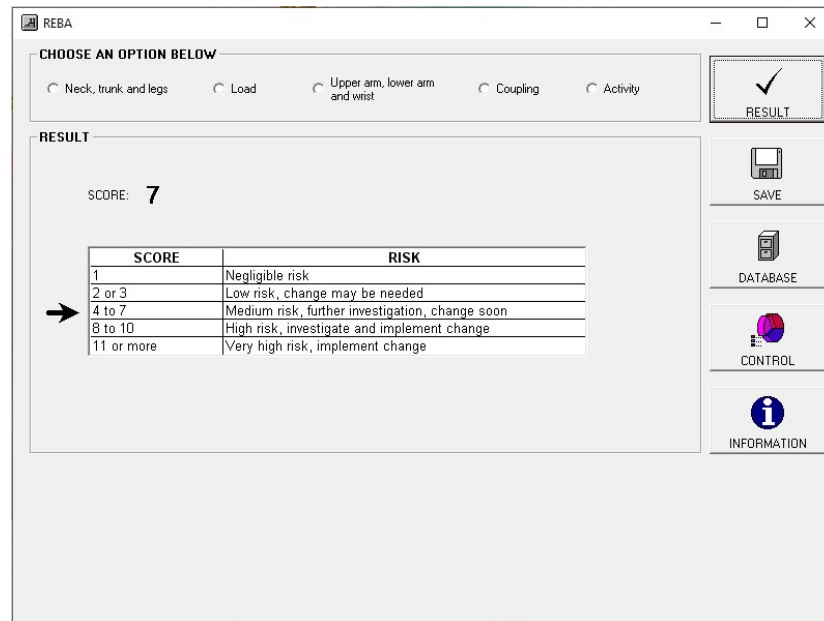 REBA
CHOOSE AN OPTION BELOW
Neck, trunk and legs
Load
Upper arm, lower arm
and wrist
Coupling
Activity
RESULT
SCORE: 7
SCORE RISK
1 Negligible risk
2 or 3 Low risk, change may be needed
4 to 7 Medium risk, further investigation, change soon
8 to 10 High risk, investigate and implement change
11 or more Very high risk, implement change
RESULT
SAVE
DATABASE
CONTROL
INFORMATION